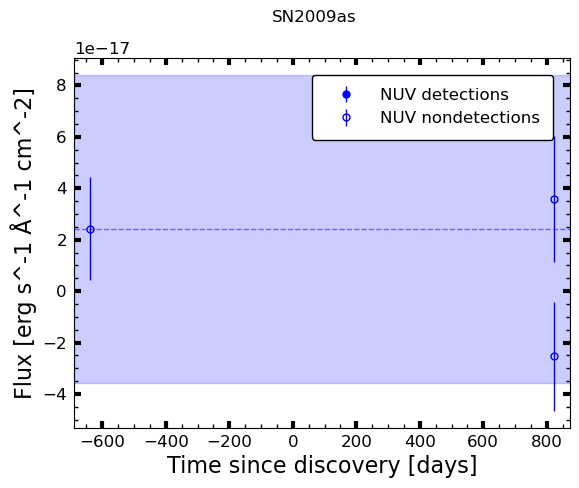 SN2009as
1e−17
NUV detections
NUV nondetections
8
6
4
2
0
−2
−4
Flux [erg s^-1 Å^-1 cm^-2]
−600 −400 −200 0 200 400 600 800
Time since discovery [days]